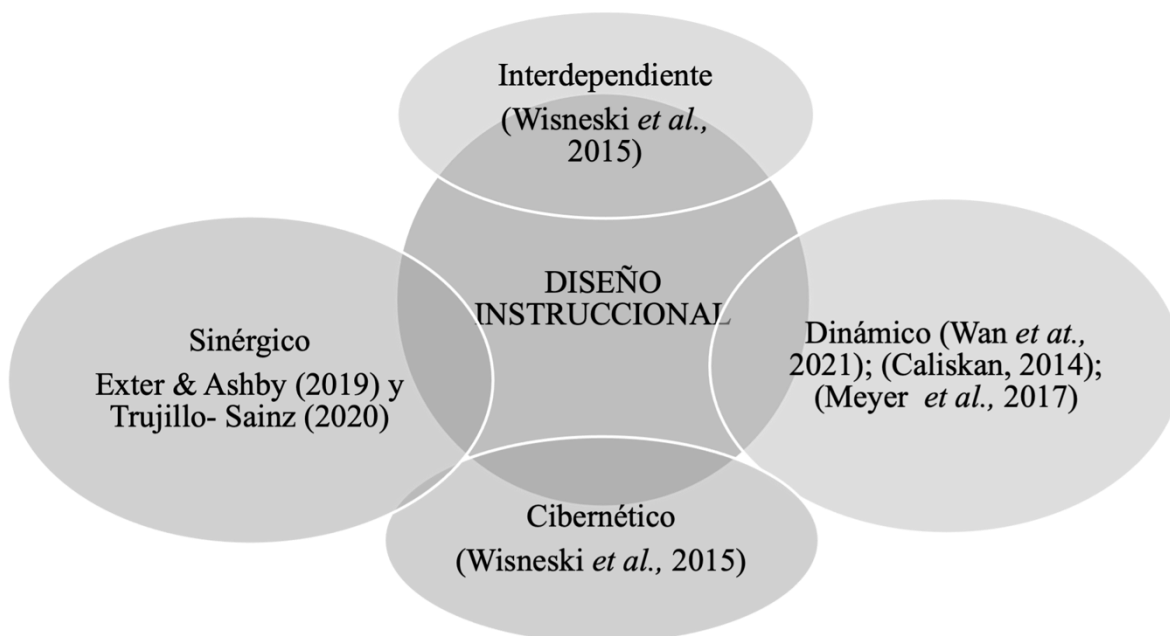 Interdependiente
(Wisneski et al.,
2015)
DISEÑO
INSTRUCCIONAL
Sinérgico
Exter & Ashby (2019) y
Trujillo- Sainz (2020)
Dinámico (Wan et at.,
2021); (Caliskan, 2014);
(Meyer et al., 2017)
Cibernético
(Wisneski et al., 2015)